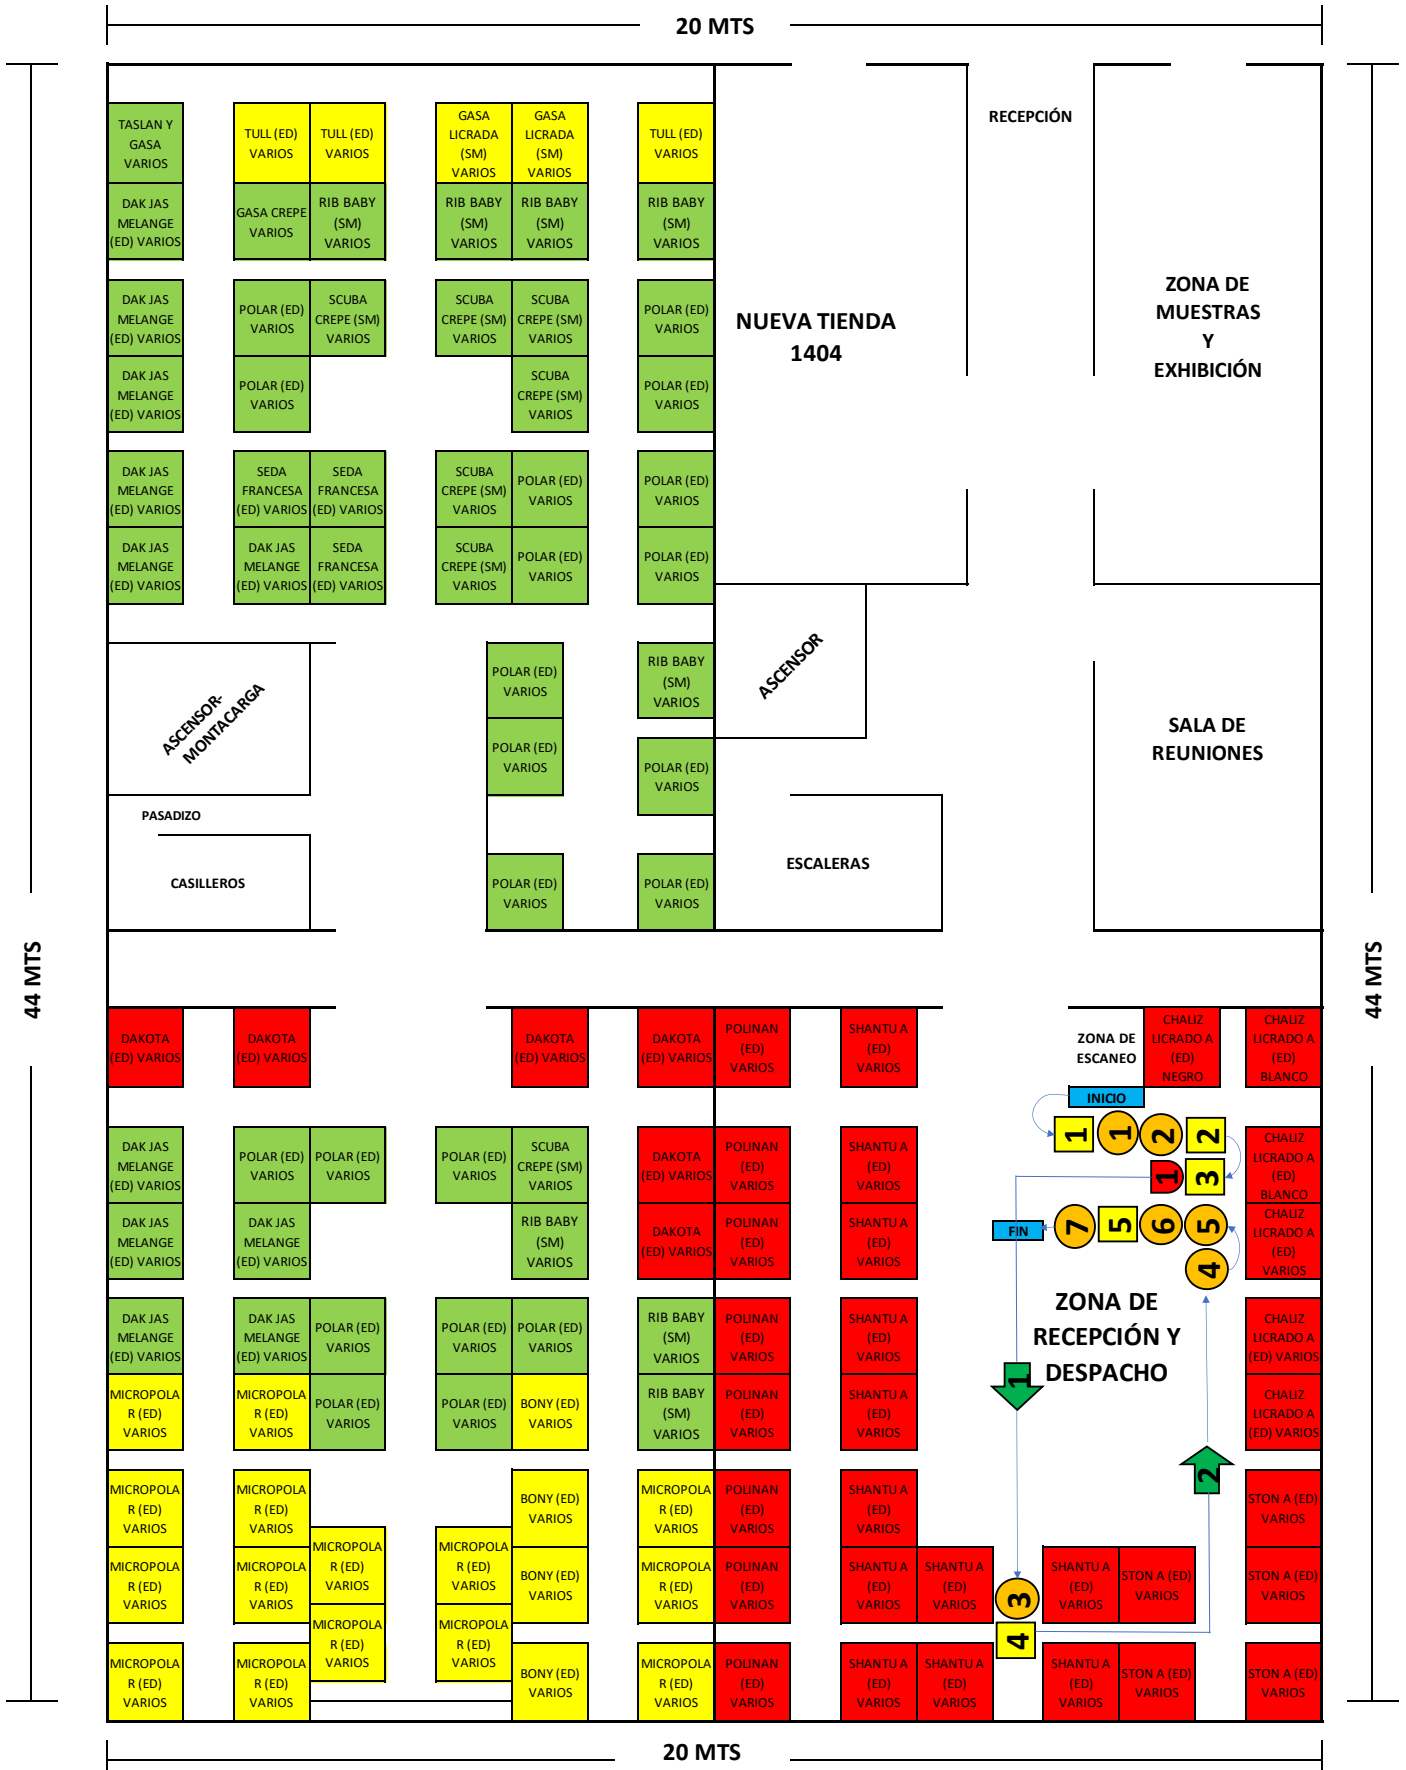 20 MTS
44 MTS
44 MTS
TASLAN Y
GASA
VARIOS
TULL (ED)
VARIOS
TULL (ED)
VARIOS
GASA
LICRADA
(SM)
VARIOS
GASA
LICRADA
(SM)
VARIOS
TULL (ED)
VARIOS
RECEPCIÓN
DAK JAS
MELANGE
(ED) VARIOS
GASA CREPE
VARIOS
RIB BABY
(SM)
VARIOS
RIB BABY
(SM)
VARIOS
RIB BABY
(SM)
VARIOS
RIB BABY
(SM)
VARIOS
DAK JAS
MELANGE
(ED) VARIOS
POLAR (ED)
VARIOS
SCUBA
CREPE (SM)
VARIOS
SCUBA
CREPE (SM)
VARIOS
SCUBA
CREPE (SM)
VARIOS
POLAR (ED)
VARIOS
NUEVA TIENDA
1404
ZONA DE
MUESTRAS
Y
EXHIBICIÓN
DAK JAS
MELANGE
(ED) VARIOS
POLAR (ED)
VARIOS
SCUBA
CREPE (SM)
VARIOS
POLAR (ED)
VARIOS
DAK JAS
MELANGE
(ED) VARIOS
SEDA
FRANCESA
(ED) VARIOS
SEDA
FRANCESA
(ED) VARIOS
SCUBA
CREPE (SM)
VARIOS
POLAR (ED)
VARIOS
POLAR (ED)
VARIOS
DAK JAS
MELANGE
(ED) VARIOS
DAK JAS
MELANGE
(ED) VARIOS
SEDA
FRANCESA
(ED) VARIOS
SCUBA
CREPE (SM)
VARIOS
POLAR (ED)
VARIOS
POLAR (ED)
VARIOS
ASCENSOR-
MONTACARGA
POLAR (ED)
VARIOS
RIB BABY
(SM)
VARIOS
ASCENSOR
SALA DE
REUNIONES
POLAR (ED)
VARIOS
POLAR (ED)
VARIOS
PASADIZO
CASILLEROS
POLAR (ED)
VARIOS
POLAR (ED)
VARIOS
ESCALERAS
DAKOTA
(ED) VARIOS
DAKOTA
(ED) VARIOS
DAKOTA
(ED) VARIOS
DAKOTA
(ED) VARIOS
POLINAN
(ED)
VARIOS
SHANTU A
(ED)
VARIOS
ZONA DE
ESCANEO
CHALIZ
LICRADO A
(ED)
NEGRO
CHALIZ
LICRADO A
(ED)
BLANCO
INICIO
1
1
2
2
DAK JAS
MELANGE
(ED) VARIOS
POLAR (ED)
VARIOS
POLAR (ED)
VARIOS
POLAR (ED)
VARIOS
SCUBA
CREPE (SM)
VARIOS
DAKOTA
(ED) VARIOS
POLINAN
(ED)
VARIOS
SHANTU A
(ED)
VARIOS
CHALIZ
LICRADO A
(ED)
BLANCO
1
3
DAK JAS
MELANGE
(ED) VARIOS
DAK JAS
MELANGE
(ED) VARIOS
RIB BABY
(SM)
VARIOS
DAKOTA
(ED) VARIOS
POLINAN
(ED)
VARIOS
SHANTU A
(ED)
VARIOS
FIN
7
5
6
5
4
CHALIZ
LICRADO A
(ED)
VARIOS
ZONA DE
RECEPCIÓN Y
DESPACHO
DAK JAS
MELANGE
(ED) VARIOS
DAK JAS
MELANGE
(ED) VARIOS
POLAR (ED)
VARIOS
POLAR (ED)
VARIOS
POLAR (ED)
VARIOS
RIB BABY
(SM)
VARIOS
POLINAN
(ED)
VARIOS
SHANTU A
(ED)
VARIOS
CHALIZ
LICRADO A
(ED) VARIOS
MICROPOLA
R (ED)
VARIOS
MICROPOLA
R (ED)
VARIOS
POLAR (ED)
VARIOS
POLAR (ED)
VARIOS
BONY (ED)
VARIOS
RIB BABY
(SM)
VARIOS
POLINAN
(ED)
VARIOS
SHANTU A
(ED)
VARIOS
1
CHALIZ
LICRADO A
(ED) VARIOS
2
MICROPOLA
R (ED)
VARIOS
MICROPOLA
R (ED)
VARIOS
BONY (ED)
VARIOS
MICROPOLA
R (ED)
VARIOS
POLINAN
(ED)
VARIOS
SHANTU A
(ED)
VARIOS
STON A (ED)
VARIOS
MICROPOLA
R (ED)
VARIOS
MICROPOLA
R (ED)
VARIOS
MICROPOLA
R (ED)
VARIOS
MICROPOLA
R (ED)
VARIOS
BONY (ED)
VARIOS
MICROPOLA
R (ED)
VARIOS
POLINAN
(ED)
VARIOS
SHANTU A
(ED)
VARIOS
SHANTU A
(ED)
VARIOS
3
SHANTU A
(ED)
VARIOS
STON A (ED)
VARIOS
STON A (ED)
VARIOS
4
MICROPOLA
R (ED)
VARIOS
MICROPOLA
R (ED)
VARIOS
MICROPOLA
R (ED)
VARIOS
MICROPOLA
R (ED)
VARIOS
BONY (ED)
VARIOS
MICROPOLA
R (ED)
VARIOS
POLINAN
(ED)
VARIOS
SHANTU A
(ED)
VARIOS
SHANTU A
(ED)
VARIOS
SHANTU A
(ED)
VARIOS
STON A (ED)
VARIOS
STON A (ED)
VARIOS
20 MTS